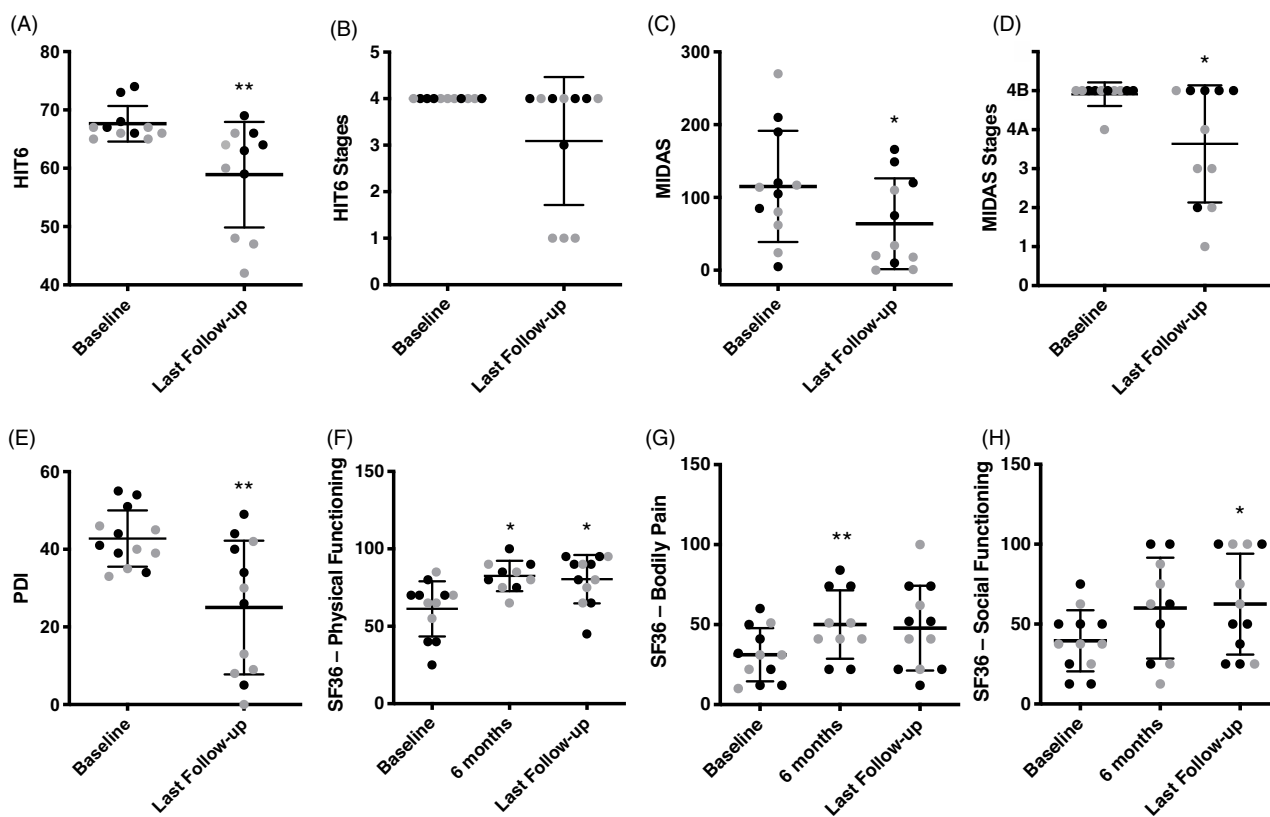 (A)
HIT6
80
70
60
50
40
**
Baseline
Last Follow-up
(B)
HIT6 Stages
5
4
3
2
1
0
Baseline
Last Follow-up
(C)
MIDAS
300
200
100
0
*
Baseline
Last Follow-up
(D)
MIDAS Stages
4B
4A
3
2
1
0
*
Baseline
Last Follow-up
(E)
PDI
60
40
20
0
**
Baseline
Last Follow-up
(F)
SF36 – Physical Functioning
150
100
50
0
*
*
Baseline
6 months
Last Follow-up
(G)
SF36 – Bodily Pain
150
100
50
0
**
Baseline
6 months
Last Follow-up
(H)
SF36 – Social Functioning
150
100
50
0
*
Baseline
6 months
Last Follow-up